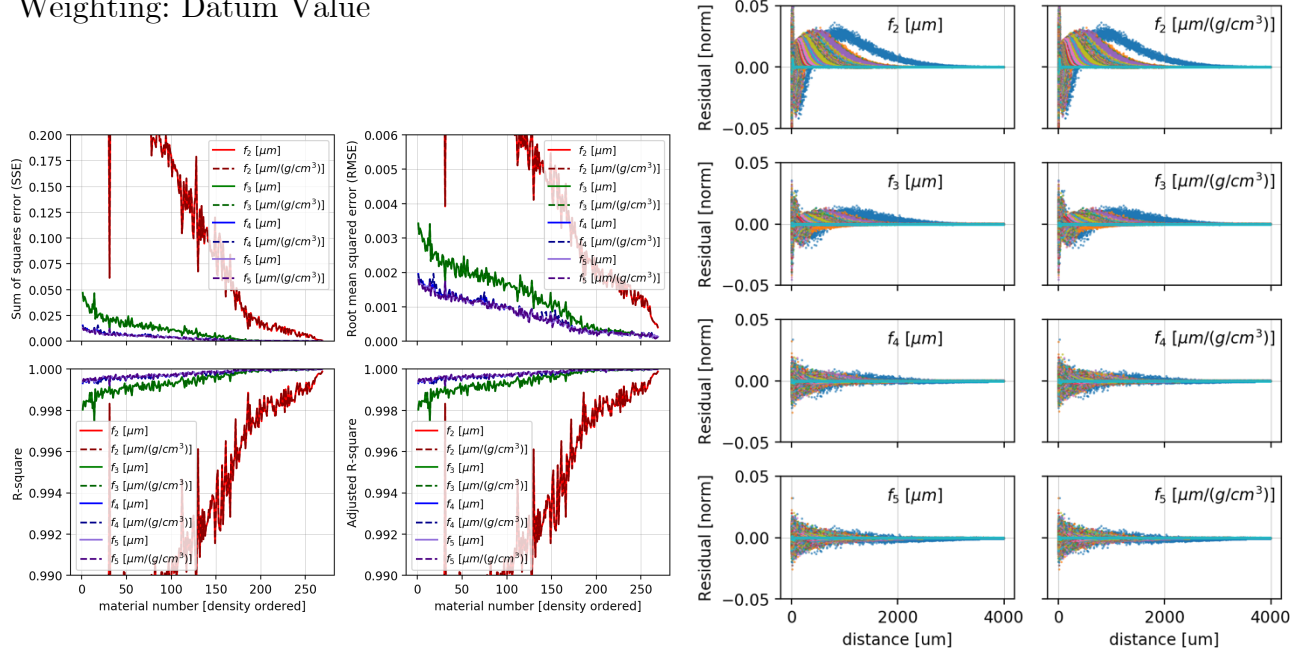 Weighting: Datum Value
Sum of squares error (SSE)
0.200
0.175
0.150
0.125
0.100
0.075
0.050
0.025
0.000
f2 [μm]
f2 [μm/(g/cm³)]
f3 [μm]
f3 [μm/(g/cm³)]
f4 [μm]
f4 [μm/(g/cm³)]
f5 [μm]
f5 [μm/(g/cm³)]
Root mean squared error (RMSE)
0.006
0.005
0.004
0.003
0.002
0.001
0.000
f2 [μm]
f2 [μm/(g/cm³)]
f3 [μm]
f3 [μm/(g/cm³)]
f4 [μm]
f4 [μm/(g/cm³)]
f5 [μm]
f5 [μm/(g/cm³)]
R-square
1.000
0.998
0.996
0.994
0.992
0.990
f2 [μm]
f2 [μm/(g/cm³)]
f3 [μm]
f3 [μm/(g/cm³)]
f4 [μm]
f4 [μm/(g/cm³)]
f5 [μm]
f5 [μm/(g/cm³)]
0 50 100 150 200 250
material number [density ordered]
Adjusted R-square
1.000
0.998
0.996
0.994
0.992
0.990
f2 [μm]
f2 [μm/(g/cm³)]
f3 [μm]
f3 [μm/(g/cm³)]
f4 [μm]
f4 [μm/(g/cm³)]
f5 [μm]
f5 [μm/(g/cm³)]
0 50 100 150 200 250
material number [density ordered]
Residual [norm]
0.05
0.00
−0.05
f2 [μm]
f2 [μm/(g/cm³)]
Residual [norm]
0.05
0.00
−0.05
f3 [μm]
f3 [μm/(g/cm³)]
Residual [norm]
0.05
0.00
−0.05
f4 [μm]
f4 [μm/(g/cm³)]
Residual [norm]
0.05
0.00
−0.05
f5 [μm]
f5 [μm/(g/cm³)]
0 2000 4000
distance [um]
0 2000 4000
distance [um]